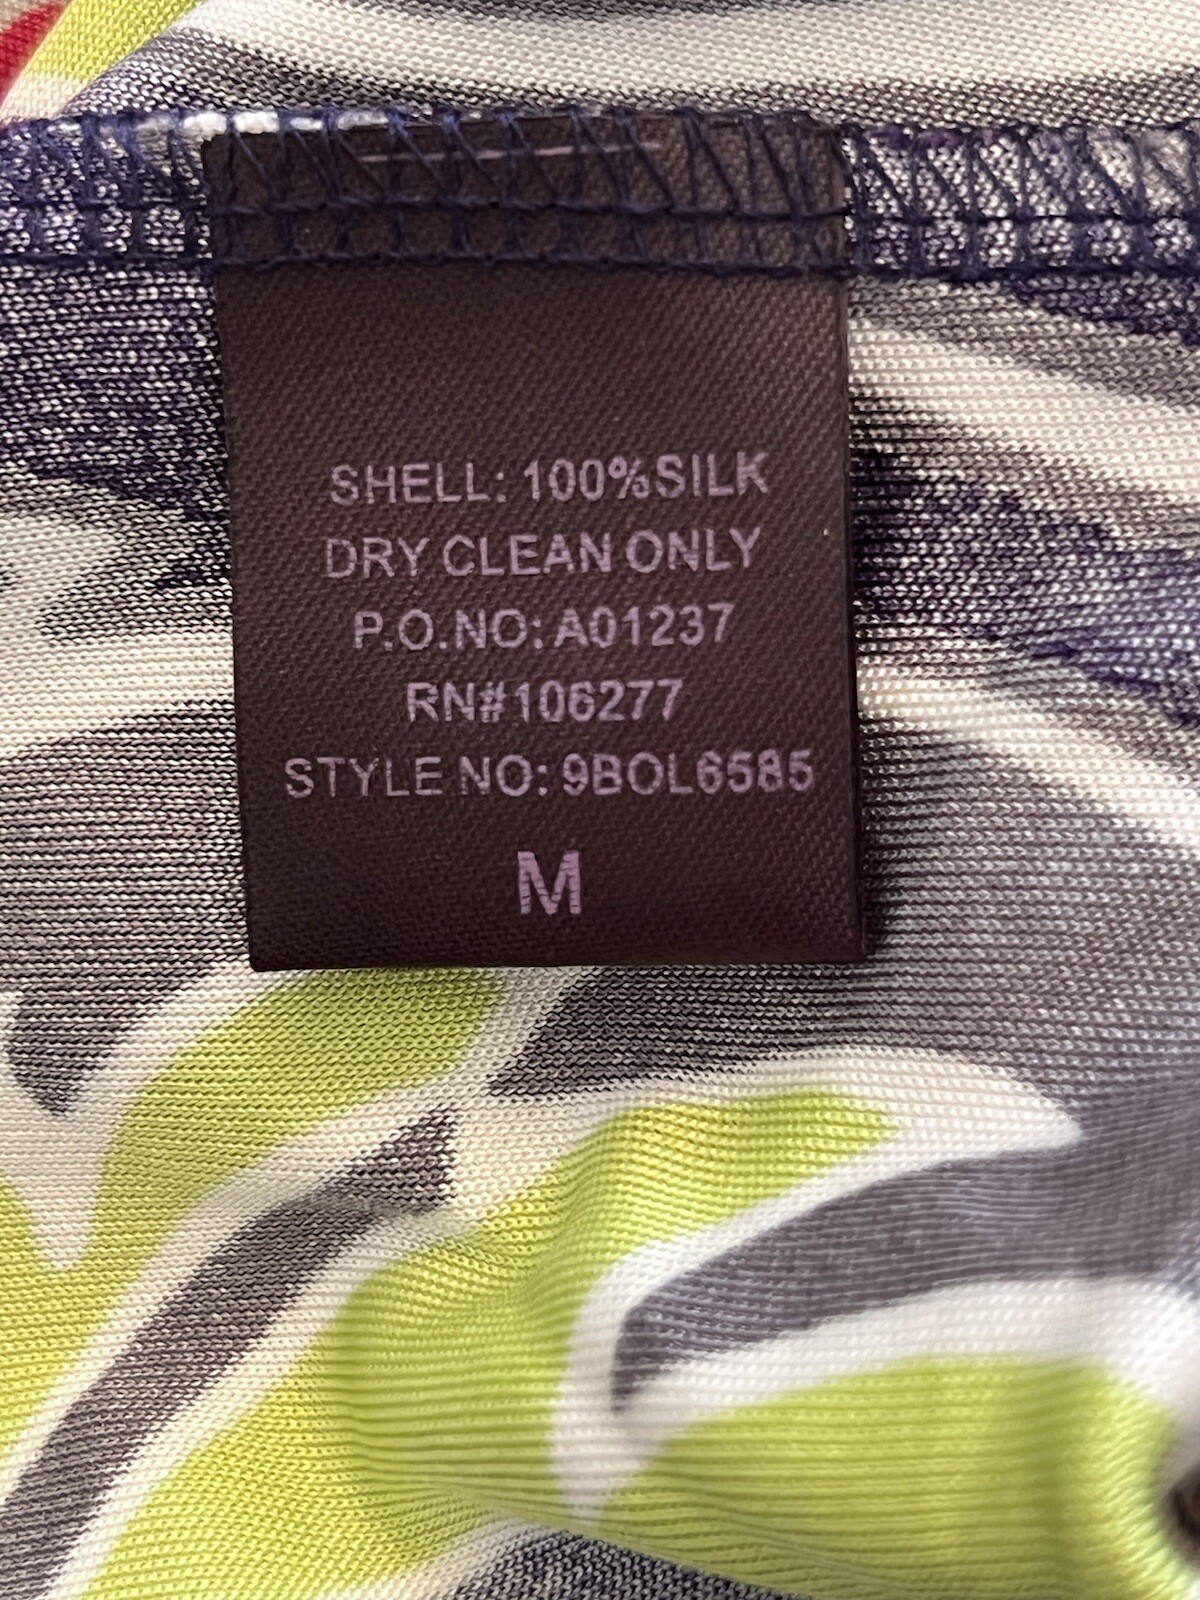 SHELL: 100%SILK
DRY CLEAN ONLY
P.O.NO: A01237
RN#106277
STYLE NO: 9BOL6585
M